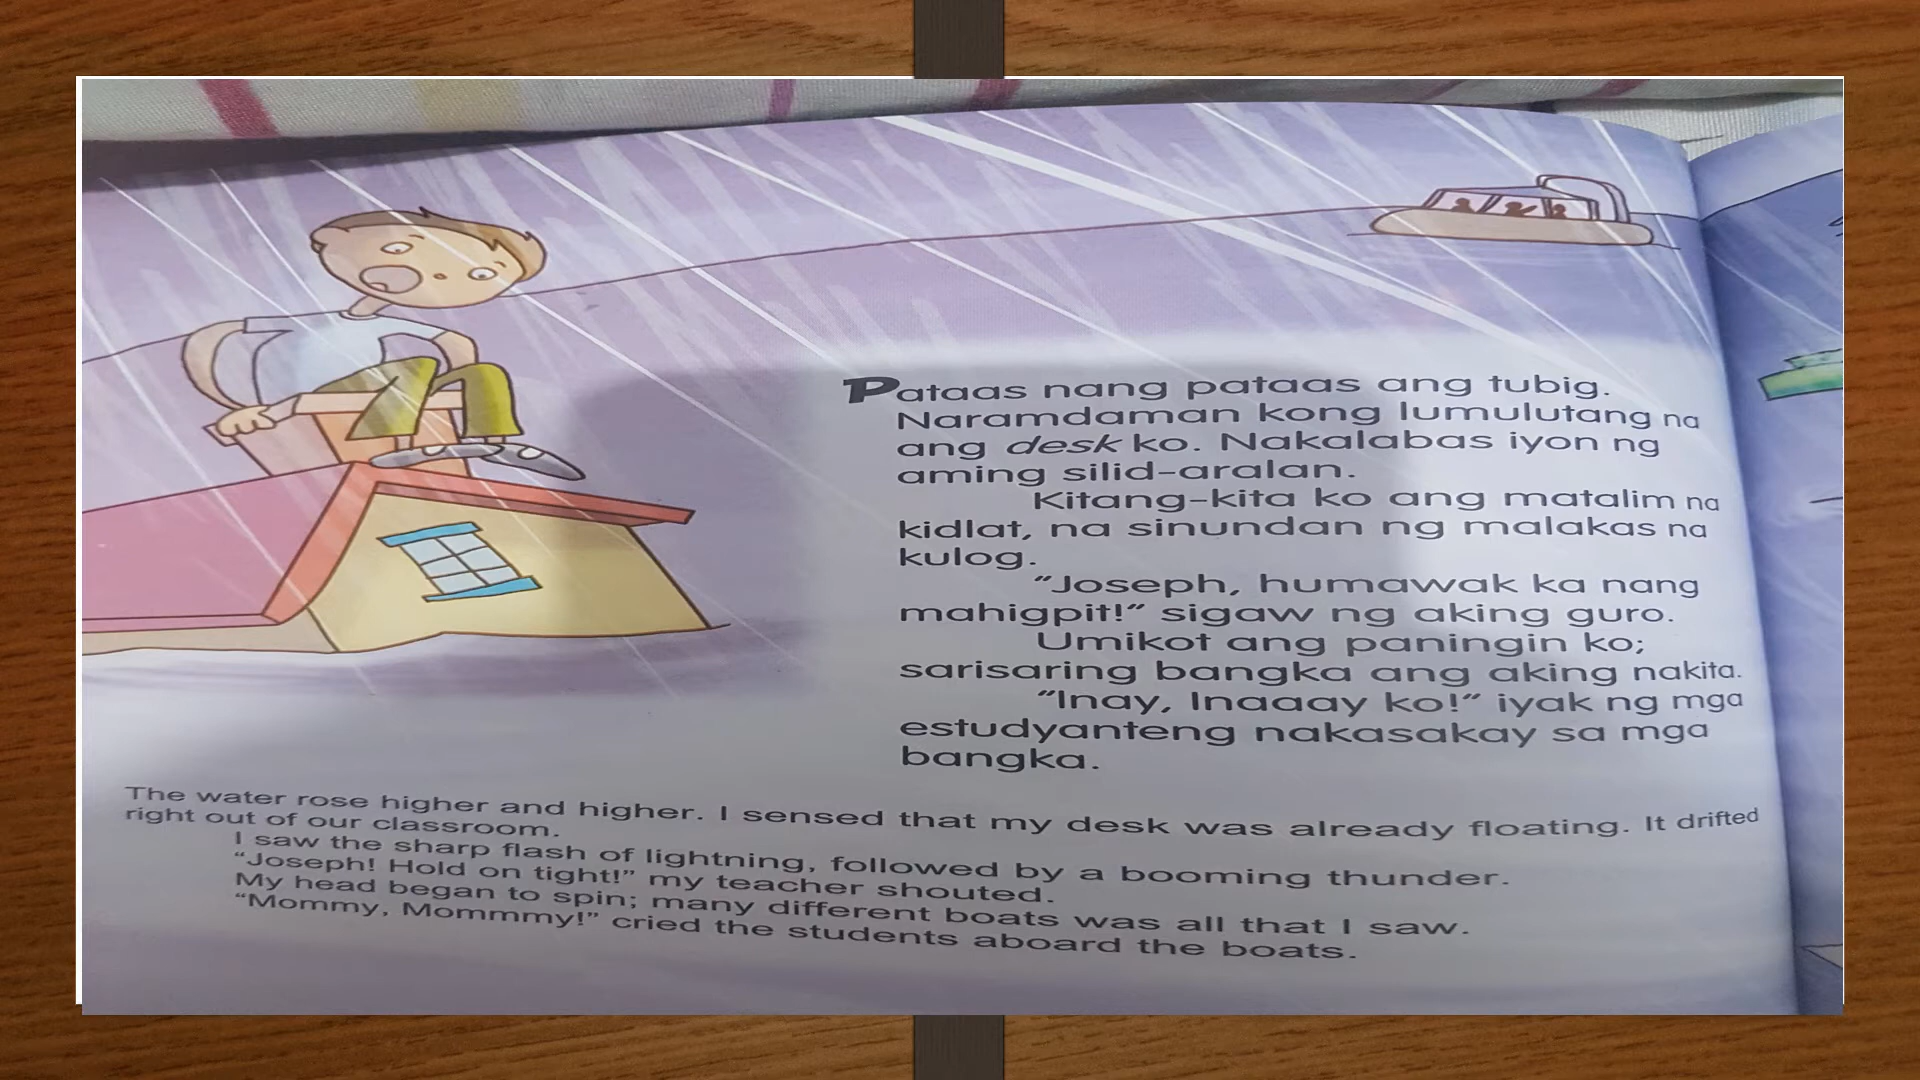 Pataas nang pataas ang tubig.
Naramdaman kong lumulutang na
ang desk ko. Nakalabas iyon ng
aming silid-aralan.
Kitang-kita ko ang matalim na
kidlat, na sinundan ng malakas na
kulog.
“Joseph, humawak ka nang
mahigpit!” sigaw ng aking guro.
Umikot ang paningin ko;
sarisaring bangka ang aking nakita.
“Inay, Inaaay ko!” iyak ng mga
estudyanteng nakasakay sa mga
bangka.
The water rose higher and higher. I sensed that my desk was already floating. It drifted
right out of our classroom.
I saw the sharp flash of lightning, followed by a booming thunder.
“Joseph! Hold on tight!” my teacher shouted.
My head began to spin; many different boats was all that I saw.
“Mommy, Mommmy!” cried the students aboard the boats.